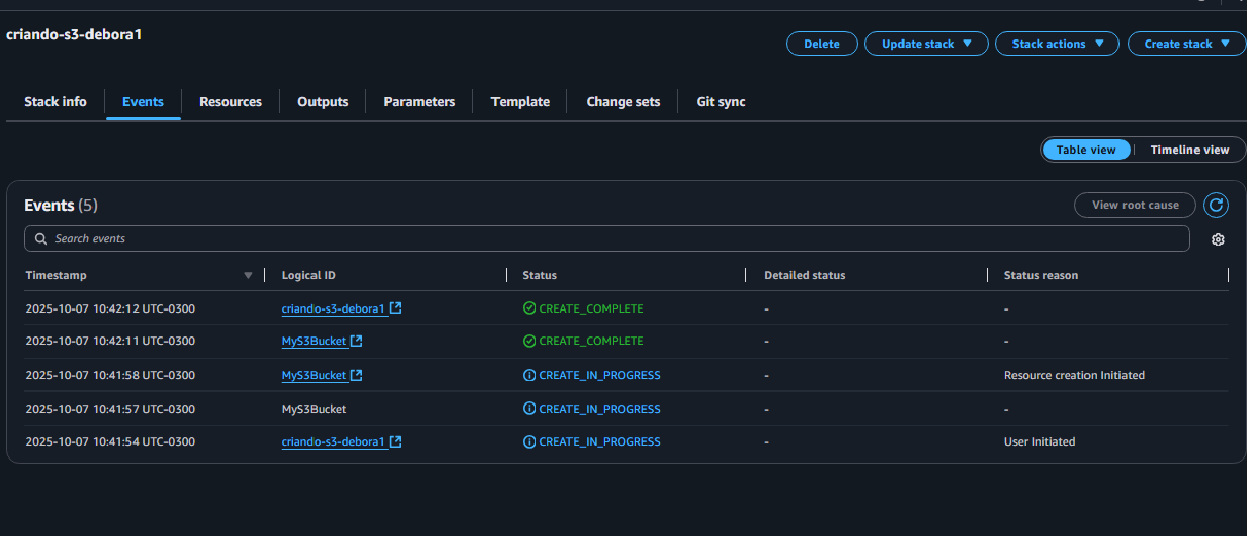 criando-s3-debora1
Delete Update stack Stack actions Create stack
Stack info Events Resources Outputs Parameters Template Change sets Git sync
Table view Timeline view
Events (5) View root cause
Search events
Timestamp Logical ID Status Detailed status Status reason
2025-10-07 10:42:12 UTC-0300 criando-s3-debora1 CREATE_COMPLETE - -
2025-10-07 10:42:11 UTC-0300 MyS3Bucket CREATE_COMPLETE - -
2025-10-07 10:41:58 UTC-0300 MyS3Bucket CREATE_IN_PROGRESS - Resource creation Initiated
2025-10-07 10:41:57 UTC-0300 MyS3Bucket CREATE_IN_PROGRESS - -
2025-10-07 10:41:54 UTC-0300 criando-s3-debora1 CREATE_IN_PROGRESS - User Initiated